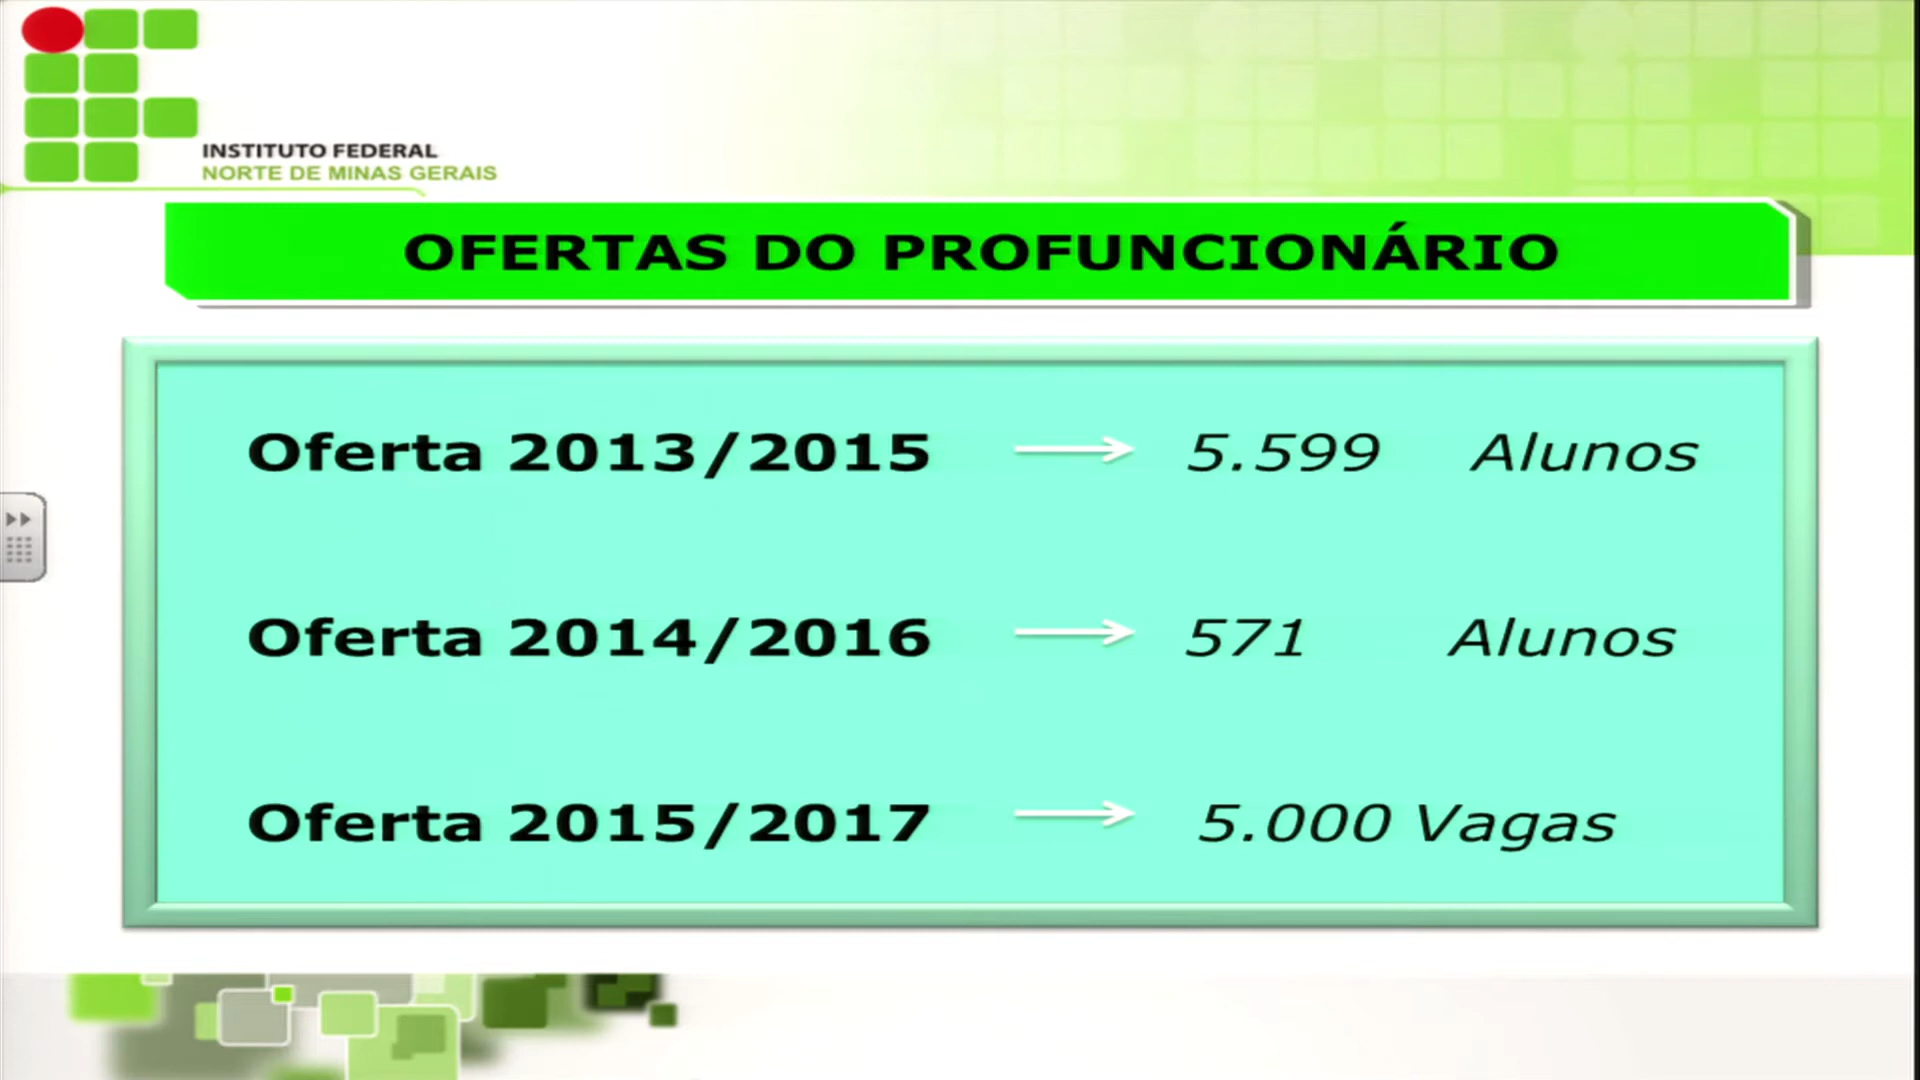 INSTITUTO FEDERAL
NORTE DE MINAS GERAIS
OFERTAS DO PROFUNCIONÁRIO
Oferta 2013/2015 5.599 Alunos
Oferta 2014/2016 571 Alunos
Oferta 2015/2017 5.000 Vagas